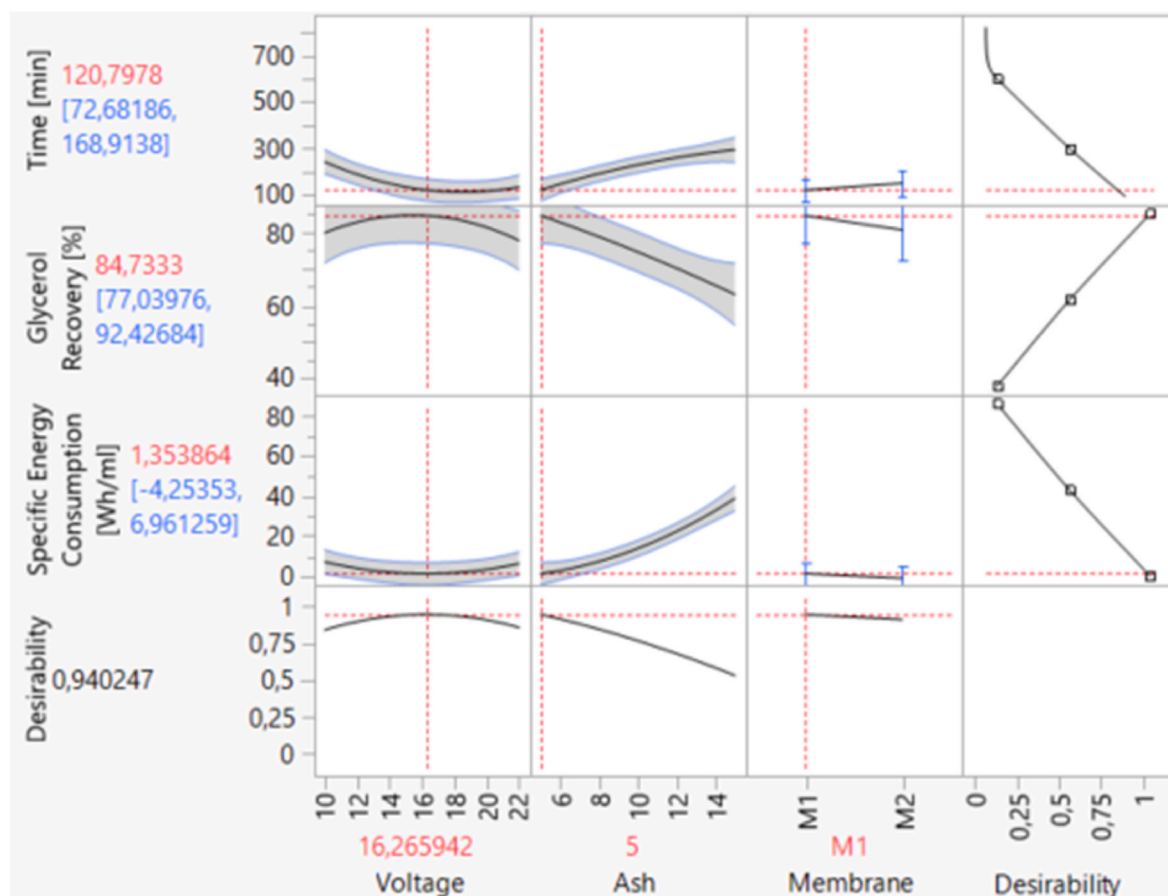 Time [min]
120,7978
[72,68186,
168,9138]
700
500
300
100
Glycerol
Recovery [%]
84,7333
[77,03976,
92,42684]
80
60
40
Specific Energy
Consumption
[Wh/ml]
1,353864
[-4,25353,
6,961259]
80
60
40
20
0
Desirability
0,940247
1
0,75
0,5
0,25
0
10 12 14 16 18 20 22
6 8 10 12 14
M1 M2
0 0,25 0,5 0,75 1
16,265942
5
M1
Voltage
Ash
Membrane
Desirability